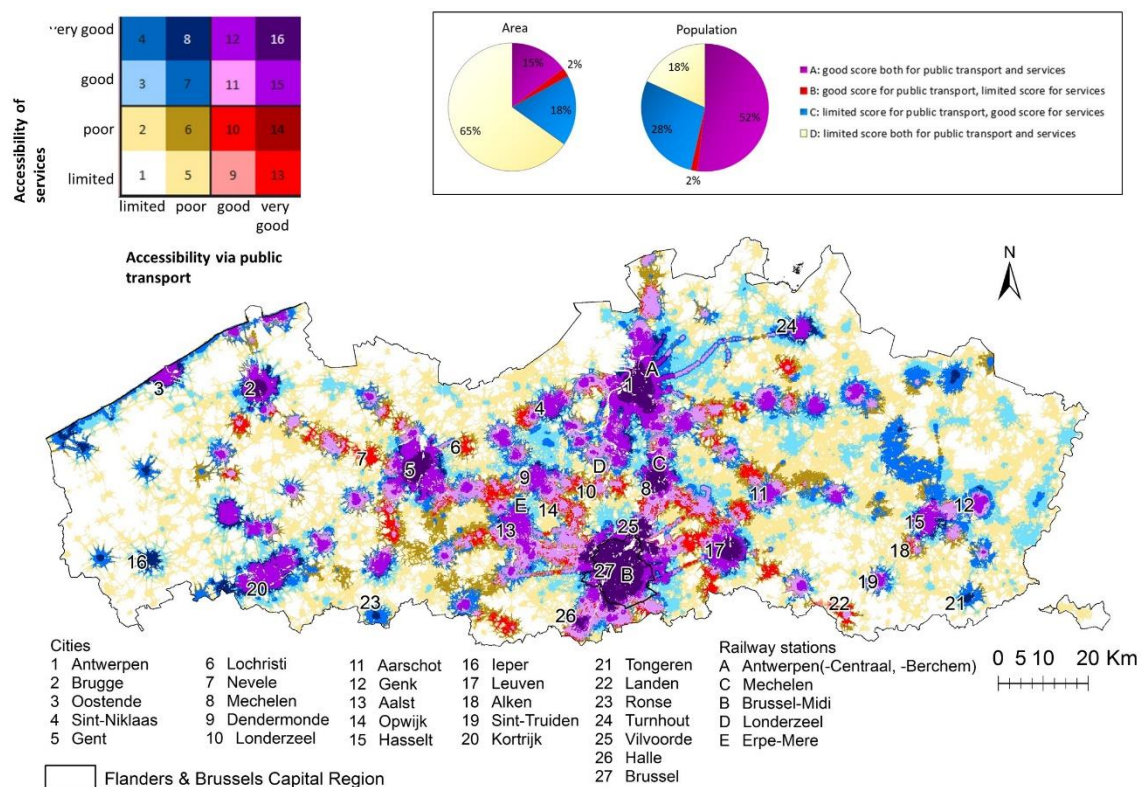 very good
good
poor
limited
Accessibility of
services
4 8 12 16
3 7 11 15
2 6 10 14
1 5 9 13
limited poor good very
good
Accessibility via public
transport
Area
15%
2%
18%
65%
Population
18%
52%
28%
2%
A: good score both for public transport and services
B: good score for public transport, limited score for services
C: limited score for public transport, good score for services
D: limited score both for public transport and services
N
24
A
1
3
2
4
6
7
5
D
C
9
10
8
11
E
14
13
25
12
15
18
17
16
20
27
B
19
23
26
22
21
Cities
1 Antwerpen
2 Brugge
3 Oostende
4 Sint-Niklaas
5 Gent
6 Lochristi
7 Nevele
8 Mechelen
9 Dendermonde
10 Londerzeel
11 Aarschot
12 Genk
13 Aalst
14 Opwijk
15 Hasselt
16 Ieper
17 Leuven
18 Alken
19 Sint-Truiden
20 Kortrijk
21 Tongeren
22 Landen
23 Ronse
24 Turnhout
25 Vilvoorde
26 Halle
27 Brussel
Railway stations
A Antwerpen(-Centraal, -Berchem)
C Mechelen
B Brussel-Midi
D Londerzeel
E Erpe-Mere
0 5 10 20 Km
Flanders & Brussels Capital Region